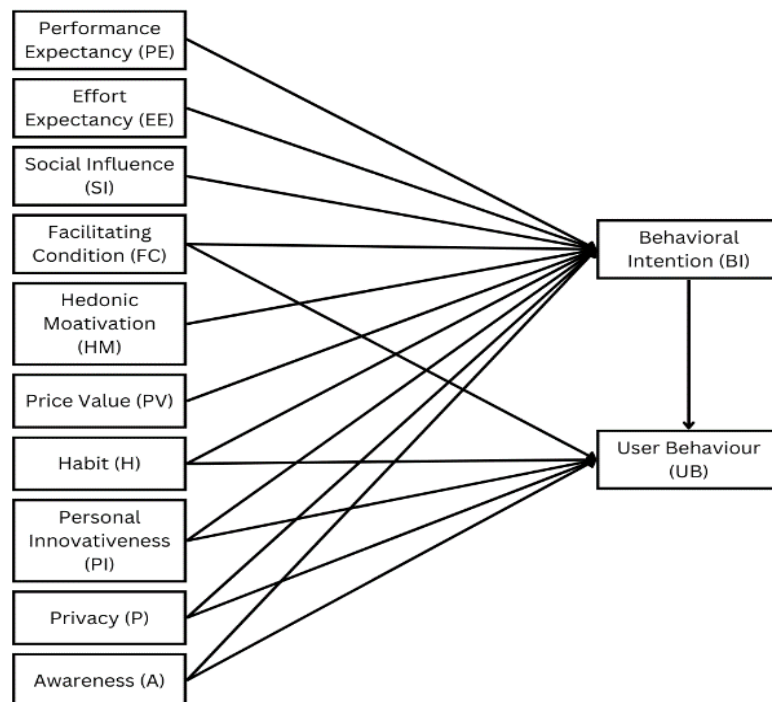 Performance
Expectancy (PE)
Effort
Expectancy (EE)
Social Influence
(SI)
Facilitating
Condition (FC)
Hedonic
Moativation
(HM)
Price Value (PV)
Habit (H)
Personal
Innovativeness
(PI)
Privacy (P)
Awareness (A)
Behavioral
Intention (BI)
User Behaviour
(UB)